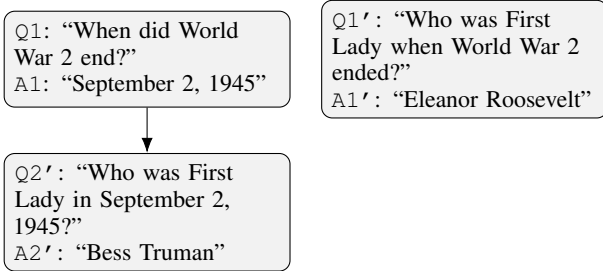 Q1: “When did World
War 2 end?”
A1: “September 2, 1945”
Q1′: “Who was First
Lady when World War 2
ended?”
A1′: “Eleanor Roosevelt”
Q2′: “Who was First
Lady in September 2,
1945?”
A2′: “Bess Truman”